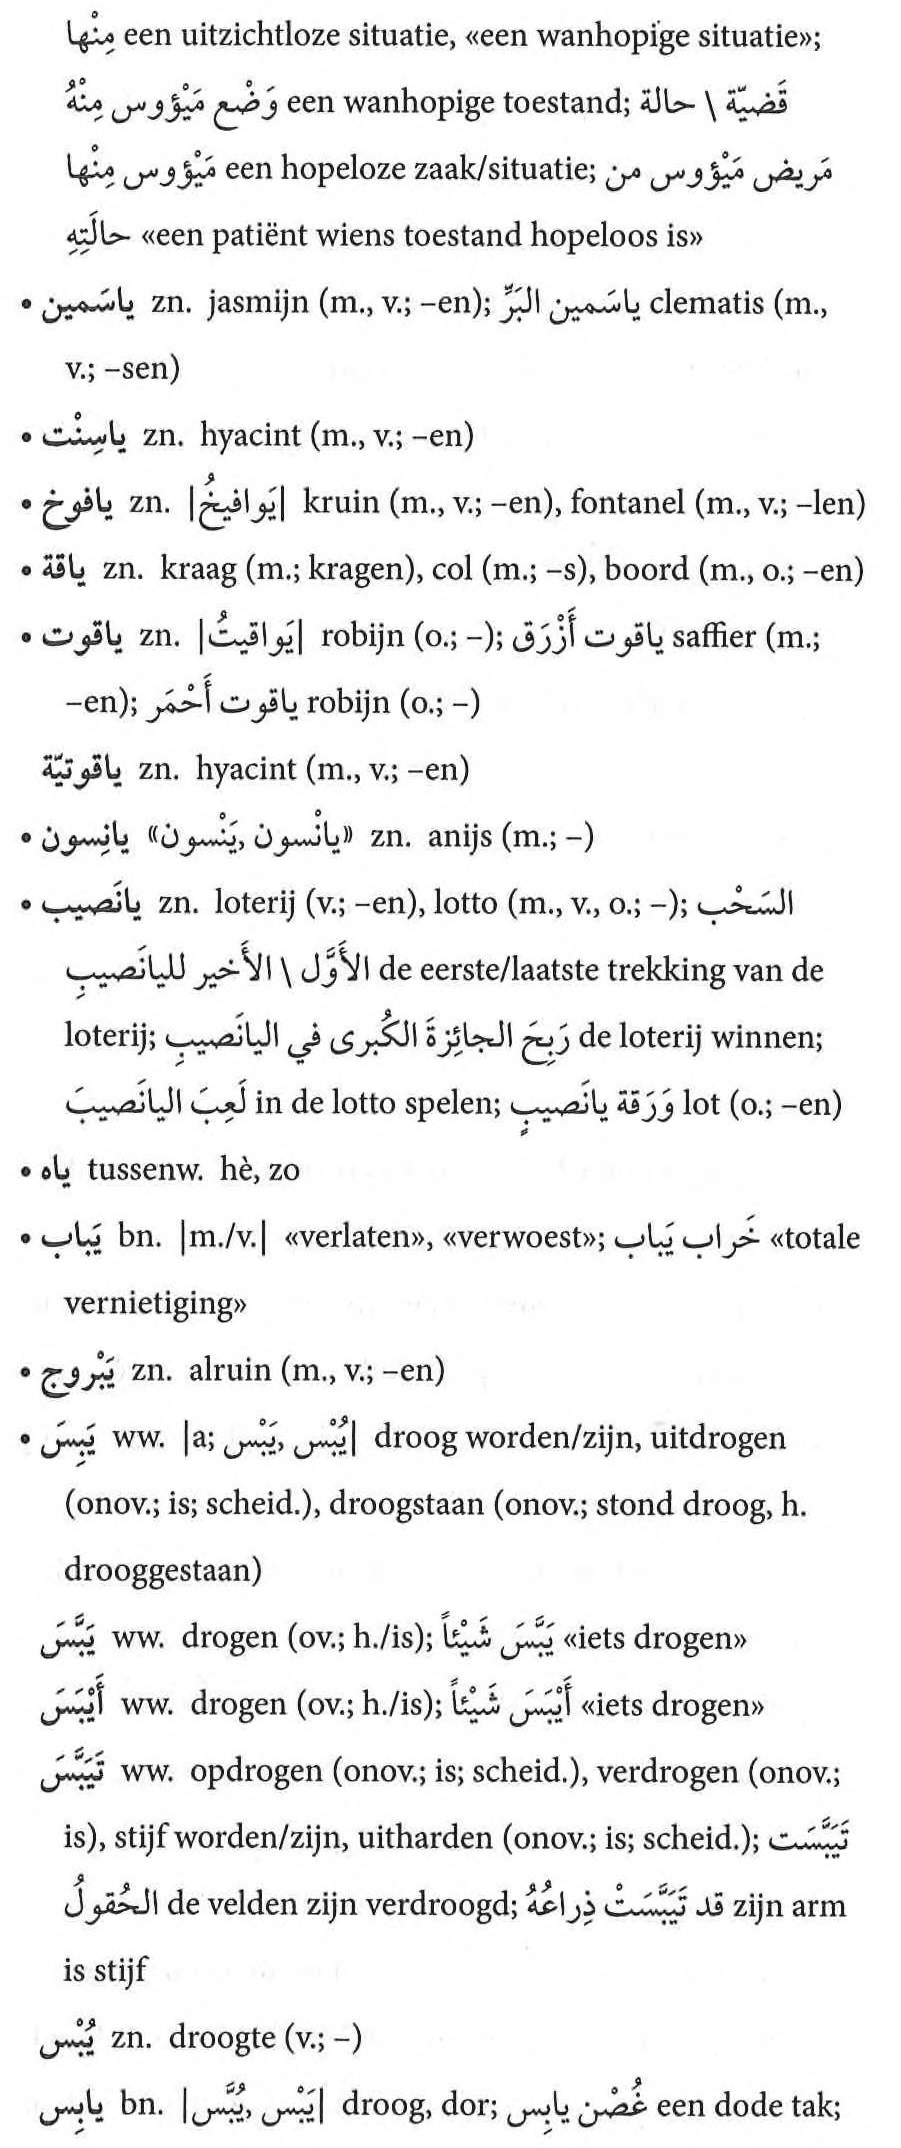 مِنْها een uitzichtloze situatie, «een wanhopige situatie»;
وَضْع مَيْؤوس مِنْهُ een wanhopige toestand; قَضيّة \ حالة
مَيْؤوس مِنْها een hopeloze zaak/situatie; مَريض مَيْؤوس من
حالَتِهِ «een patiënt wiens toestand hopeloos is»
• ياسَمين zn. jasmijn (m., v.; –en); ياسَمين البَرِّ clematis (m.,
v.; –sen)
• ياسِنْت zn. hyacint (m., v.; –en)
• يافوخ zn. |يَوافيخُ| kruin (m., v.; –en), fontanel (m., v.; –len)
• ياقة zn. kraag (m.; kragen), col (m.; –s), boord (m., o.; –en)
• ياقوت zn. |يَواقيتُ| robijn (o.; –); ياقوت أَزْرَق saffier (m.;
–en); ياقوت أَحْمَر robijn (o.; –)
ياقوتيّة zn. hyacint (m., v.; –en)
• يانِسون «يانْسون ,يَنْسون» zn. anijs (m.; –)
• يانَصيب zn. loterij (v.; –en), lotto (m., v., o.; –); السَحْب
الأَوَّل \ الأَخير لليانَصيبِ de eerste/laatste trekking van de
loterij; رَبِحَ الجائِزةَ الكُبرى في اليانَصيبِ de loterij winnen;
لَعِبَ اليانَصيبَ in de lotto spelen; وَرَقة يانَصيبٍ lot (o.; –en)
• ياه tussenw. hè, zo
• يَباب bn. |m./v.| «verlaten», «verwoest»; خَراب يَباب «totale
vernietiging»
• يَبْروج zn. alruin (m., v.; –en)
• يَبِسَ ww. |a; يُبْس ,يَبْس| droog worden/zijn, uitdrogen
(onov.; is; scheid.), droogstaan (onov.; stond droog, h.
drooggestaan)
يَبَّسَ ww. drogen (ov.; h./is); يَبَّسَ شَيْئاً «iets drogen»
أَيْبَسَ ww. drogen (ov.; h./is); أَيْبَسَ شَيْئاً «iets drogen»
تَيَبَّسَ ww. opdrogen (onov.; is; scheid.), verdrogen (onov.;
is), stijf worden/zijn, uitharden (onov.; is; scheid.); تَيَبَّسَت
الحُقولُ de velden zijn verdroogd; قد تَيَبَّسَتْ ذِراعُهُ zijn arm
is stijf
يُبْس zn. droogte (v.; –)
يابِس bn. |يَبْس ,يُبَّس| droog, dor; غُصْن يابِس een dode tak;